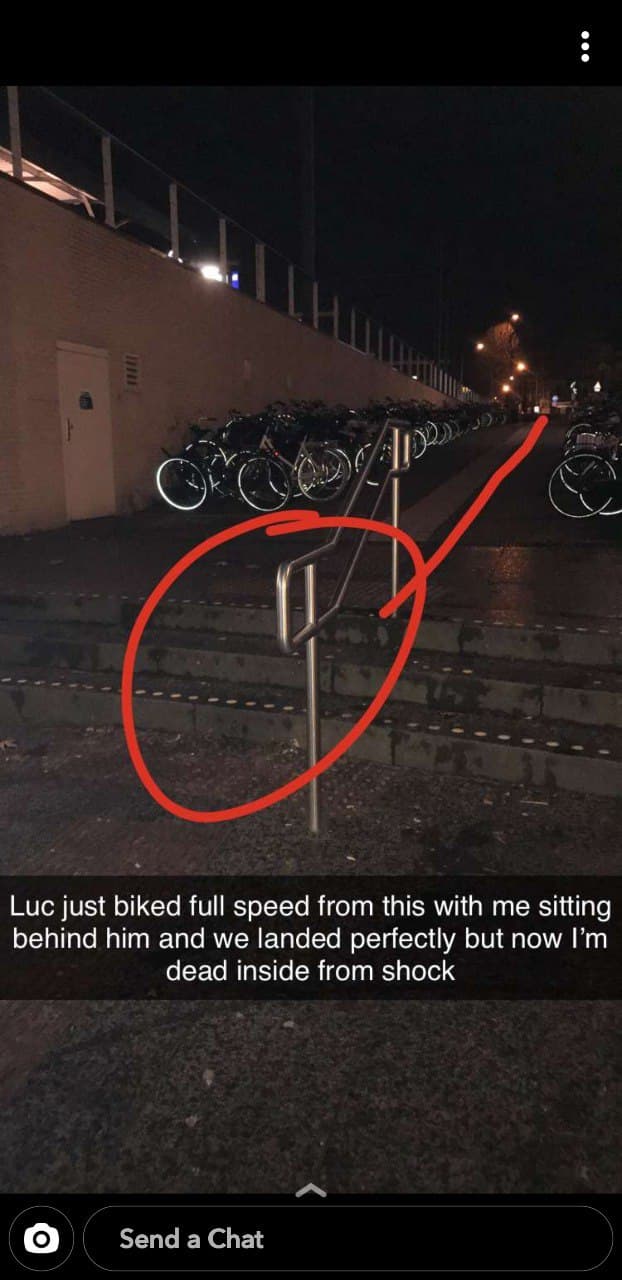 Luc just biked full speed from this with me sitting
behind him and we landed perfectly but now I'm
dead inside from shock
Send a Chat